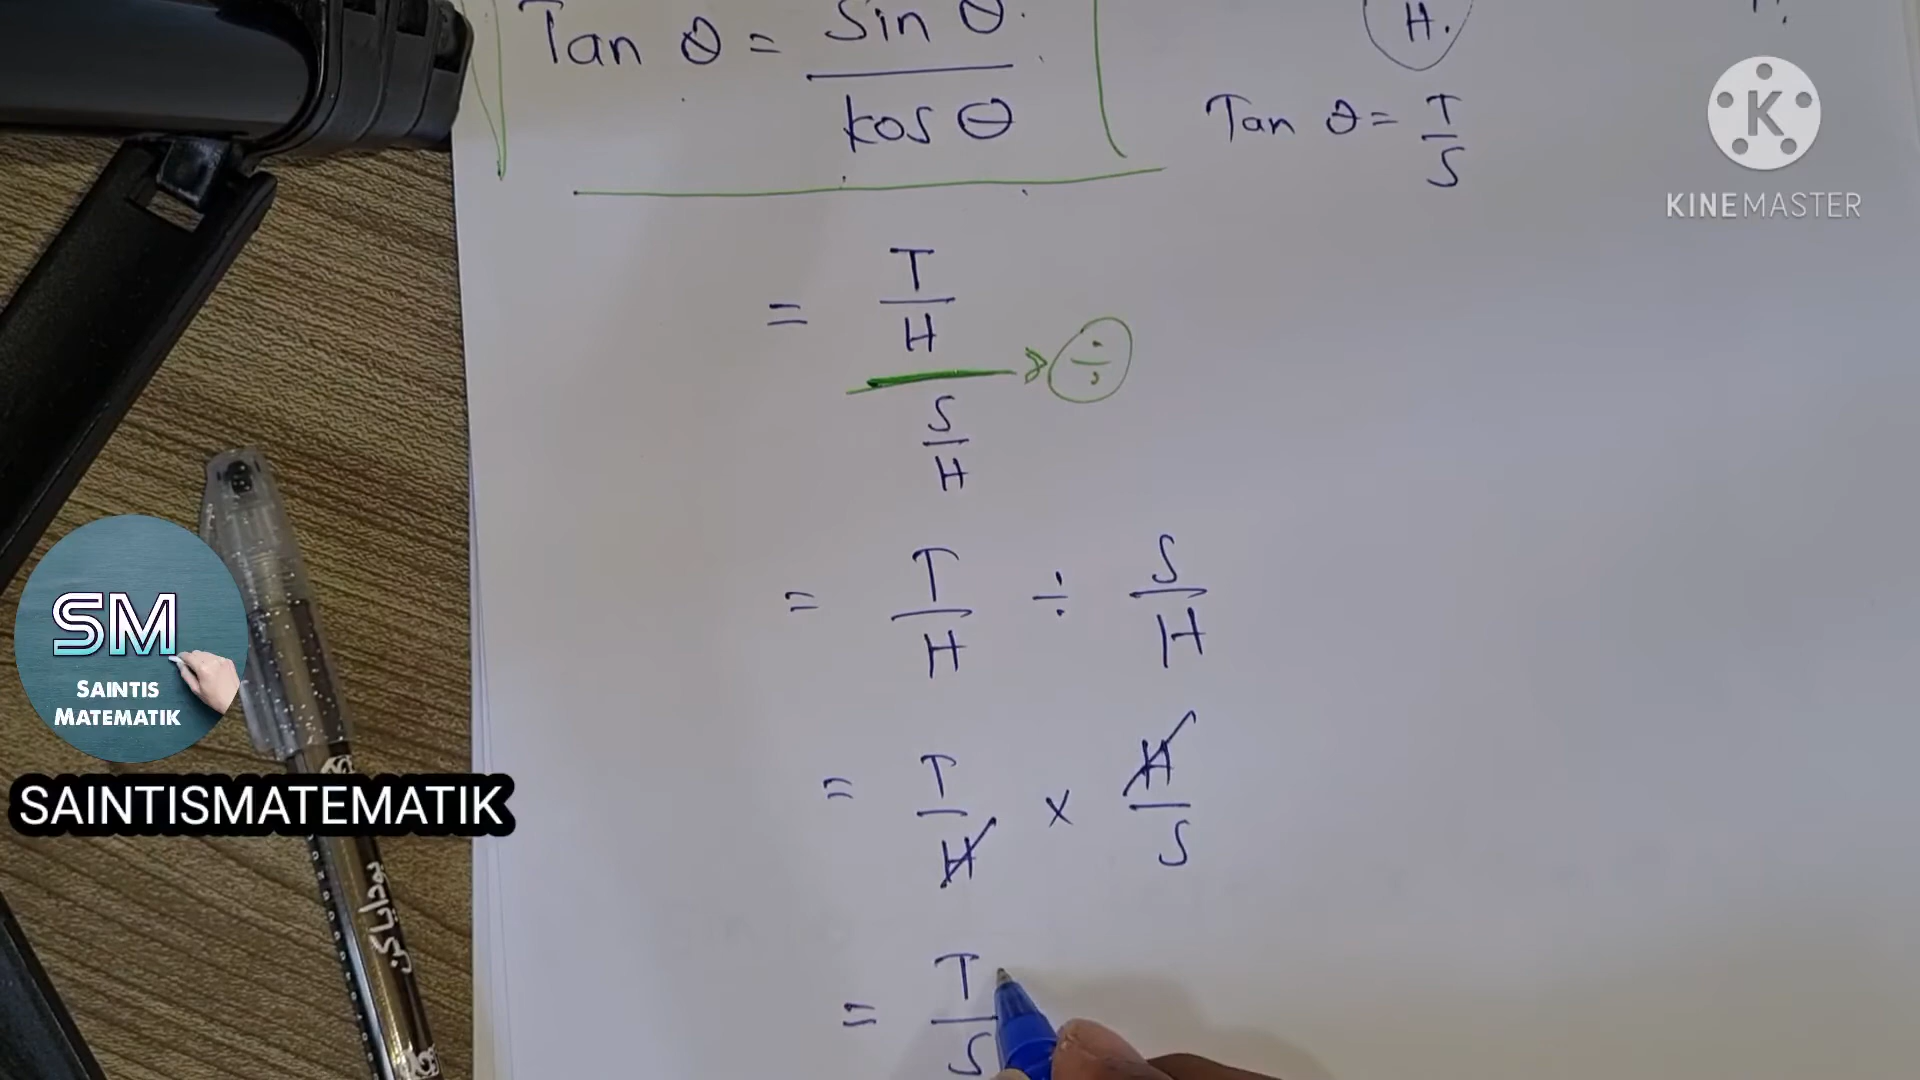 Tan θ = Sin θ
kos θ
H.
Tan θ = T/S
KINEMASTER
= T/H
÷
S/H
= T/H ÷ S/H
= T/H × H/S
= T/S
SM
SAINTIS
MATEMATIK
SAINTISMATEMATIK